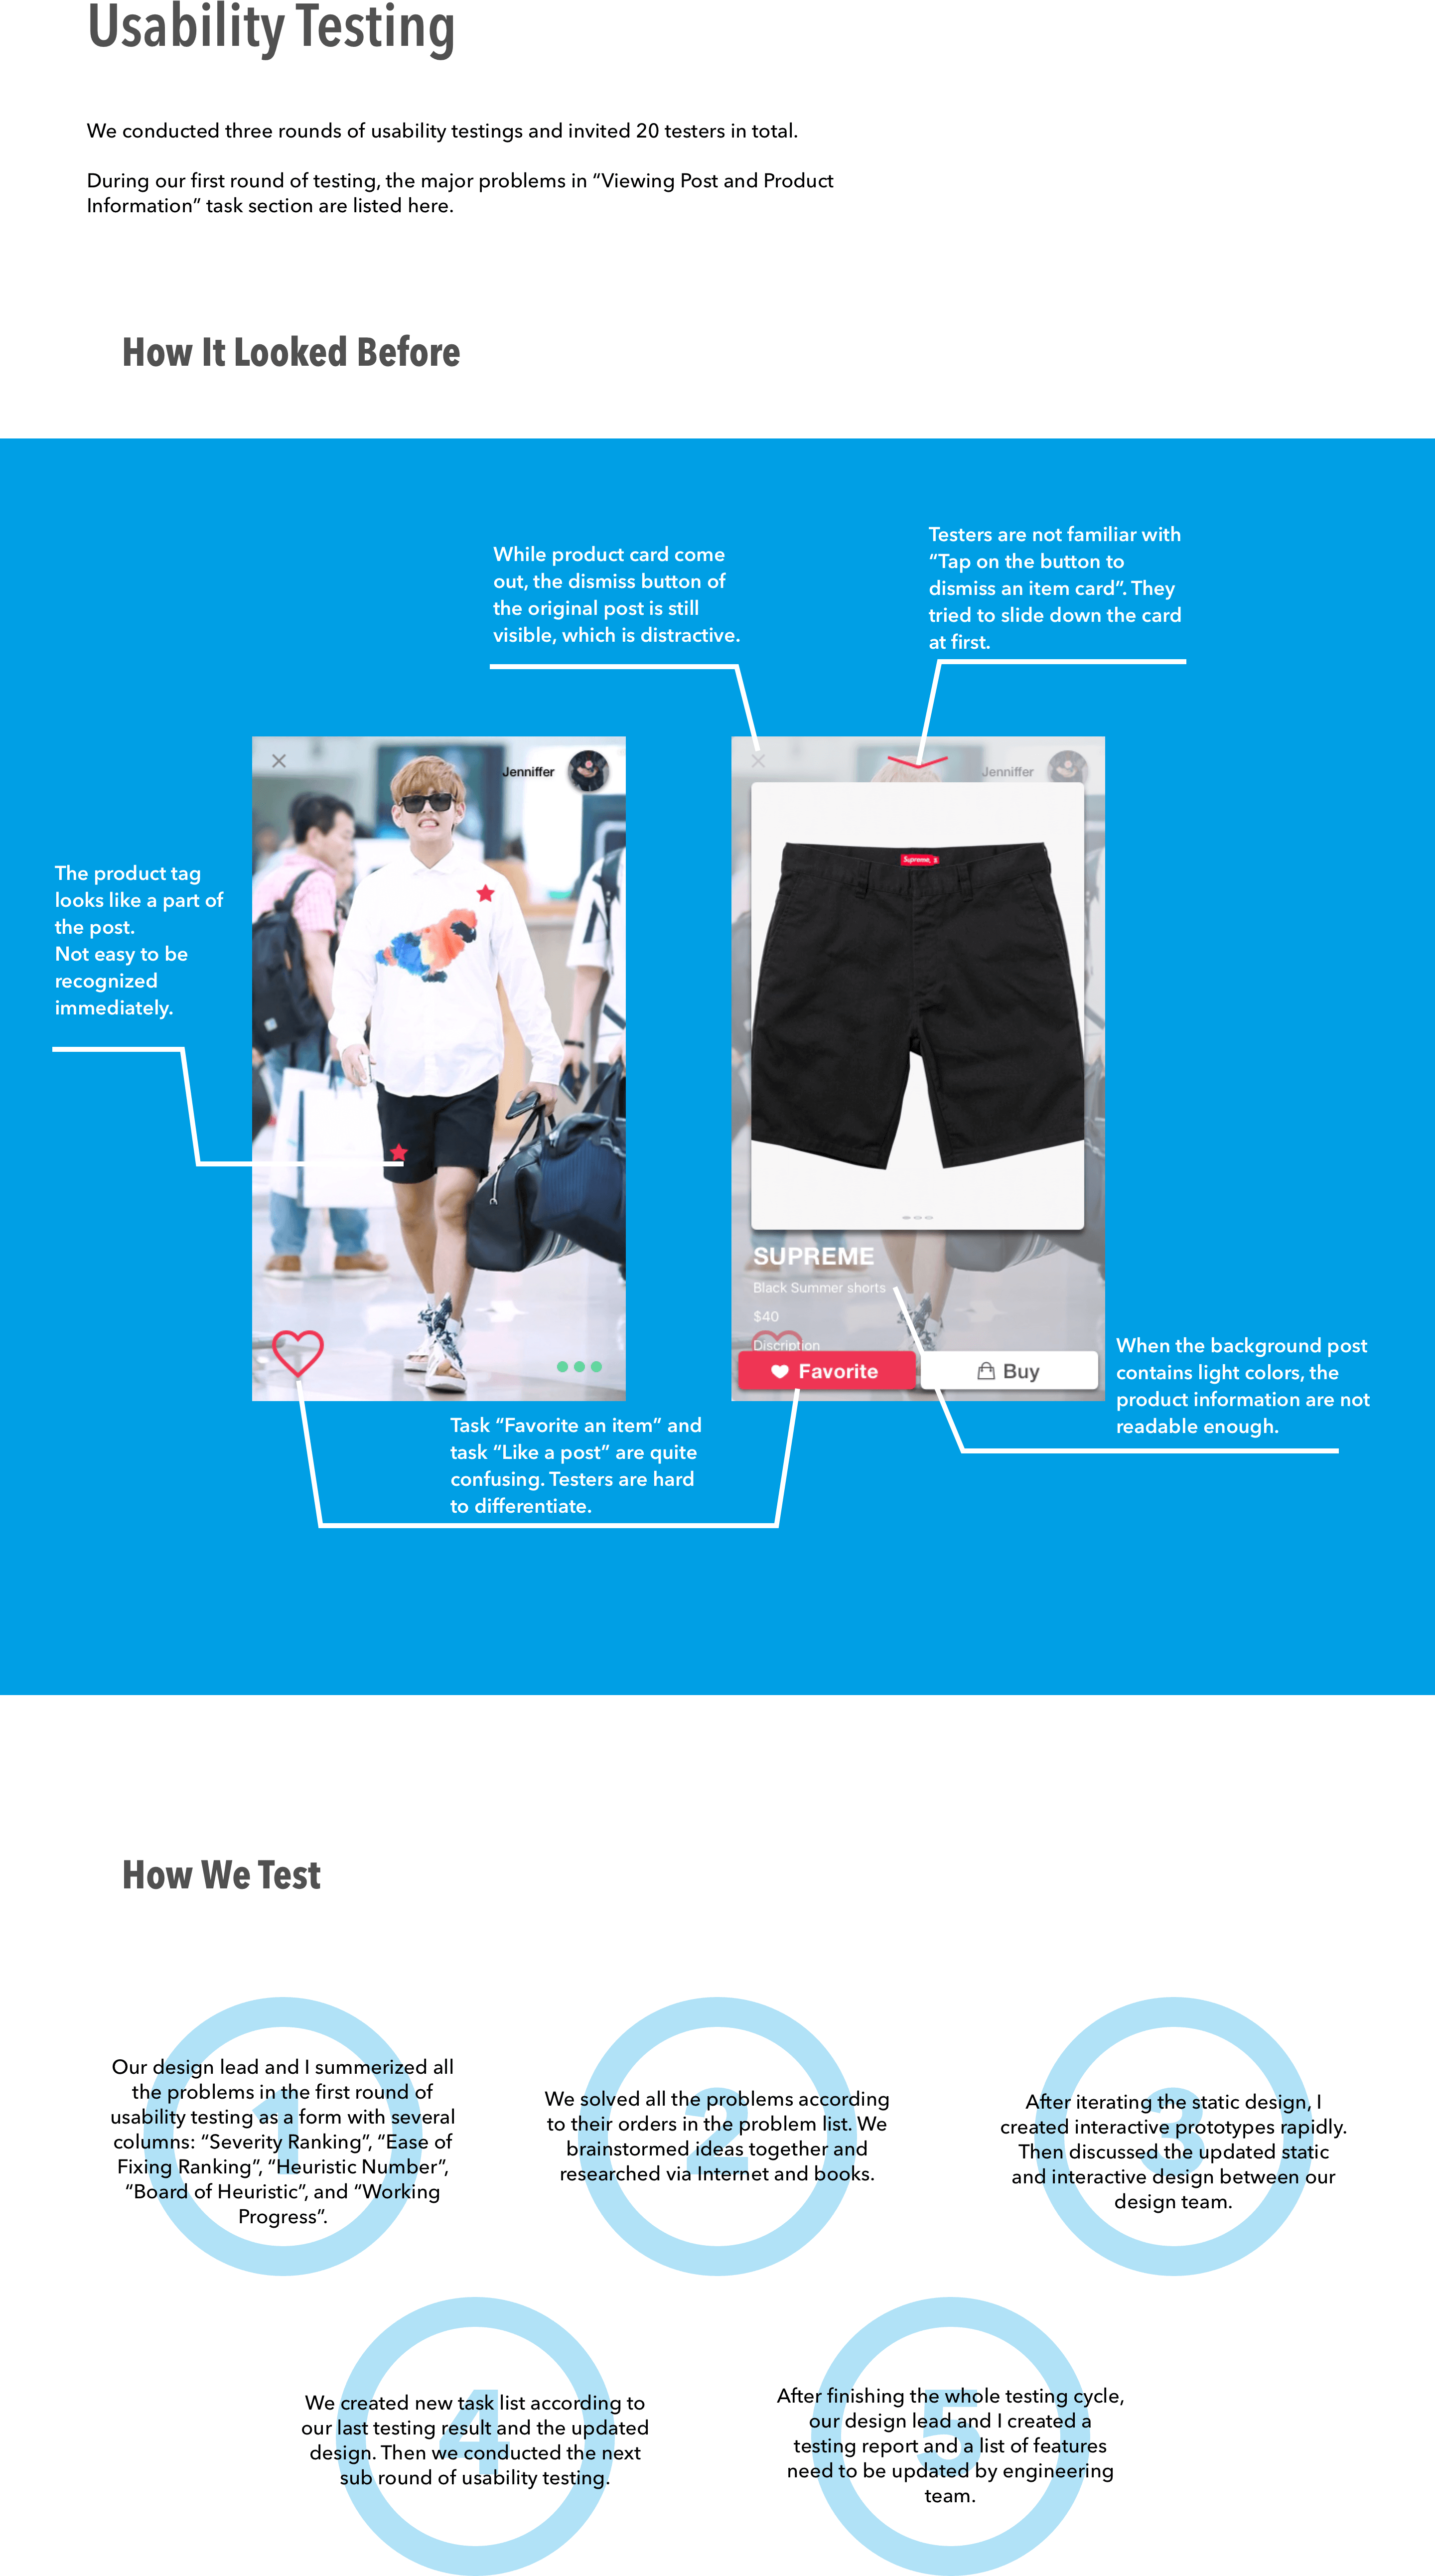 Usability Testing
We conducted three rounds of usability testings and invited 20 testers in total.
During our first round of testing, the major problems in “Viewing Post and Product
Information” task section are listed here.
How It Looked Before
While product card come
out, the dismiss button of
the original post is still
visible, which is distractive.
Testers are not familiar with
“Tap on the button to
dismiss an item card”. They
tried to slide down the card
at first.
The product tag
looks like a part of
the post.
Not easy to be
recognized
immediately.
Jenniffer
Jenniffer
Supreme
SUPREME
Black Summer shorts
$40
Discription
Favorite
Buy
When the background post
contains light colors, the
product information are not
readable enough.
Task “Favorite an item” and
task “Like a post” are quite
confusing. Testers are hard
to differentiate.
How We Test
1
Our design lead and I summerized all
the problems in the first round of
usability testing as a form with several
columns: “Severity Ranking”, “Ease of
Fixing Ranking”, “Heuristic Number”,
“Board of Heuristic”, and “Working
Progress”.
2
We solved all the problems according
to their orders in the problem list. We
brainstormed ideas together and
researched via Internet and books.
3
After iterating the static design, I
created interactive prototypes rapidly.
Then discussed the updated static
and interactive design between our
design team.
4
We created new task list according to
our last testing result and the updated
design. Then we conducted the next
sub round of usability testing.
5
After finishing the whole testing cycle,
our design lead and I created a
testing report and a list of features
need to be updated by engineering
team.